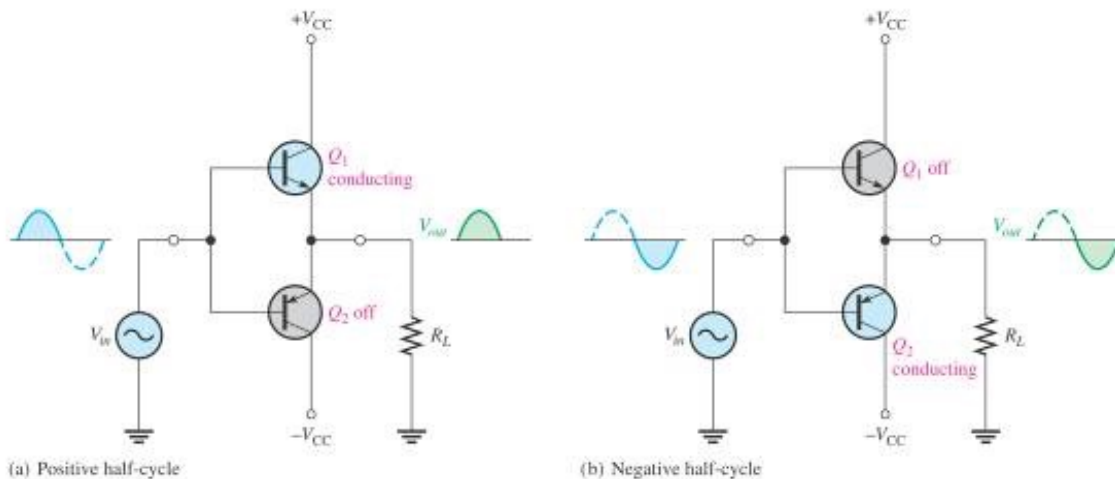 +V_CC
Q_1
conducting
V_out
Q_2 off
V_in
R_L
−V_CC
(a) Positive half-cycle
+V_CC
Q_1 off
V_out
V_in
Q_2
conducting
R_L
−V_CC
(b) Negative half-cycle